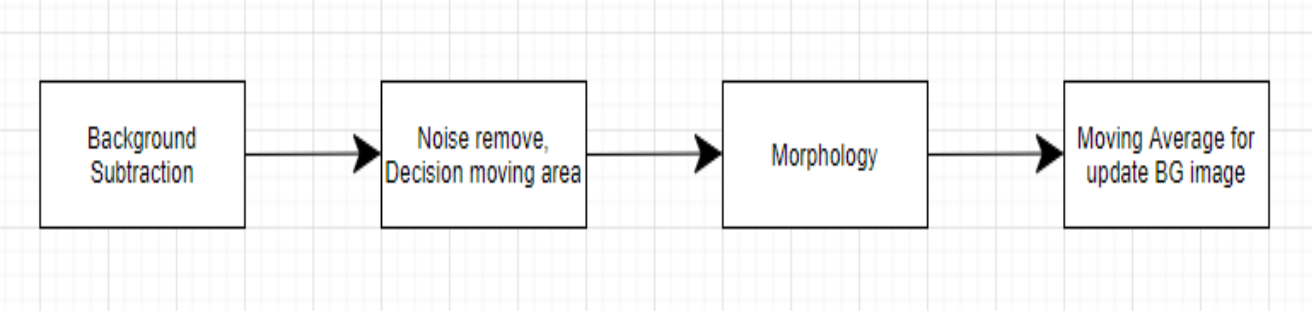 Background
Subtraction
Noise remove,
Decision moving area
Morphology
Moving Average for
update BG image